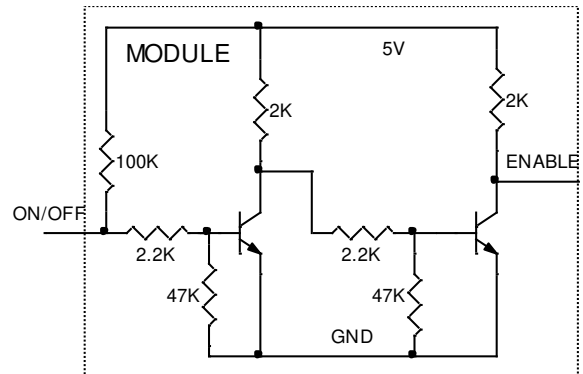 MODULE
5V
2K
2K
100K
ENABLE
ON/OFF
2.2K
2.2K
47K
47K
GND